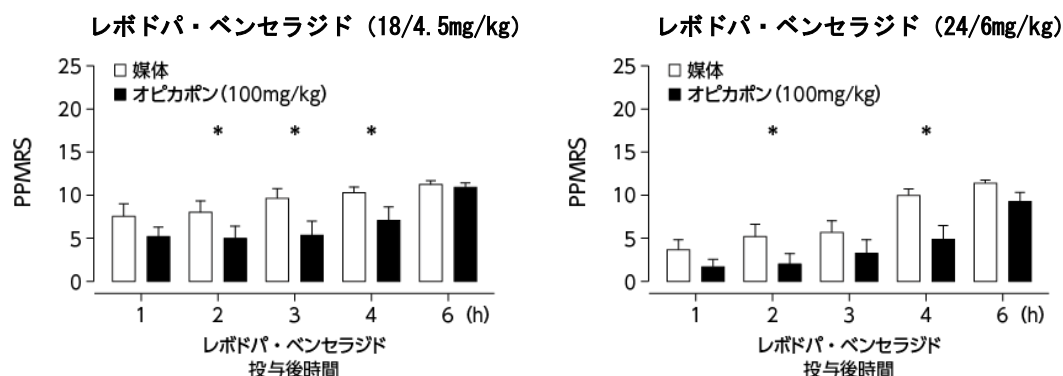 レボドパ・ベンセラジド (18/4.5mg/kg)
25
20
15
10
5
0
PPMRS
媒体
オピカポン(100mg/kg)
* * *
1 2 3 4 6 (h)
レボドパ・ベンセラジド
投与後時間
レボドパ・ベンセラジド (24/6mg/kg)
25
20
15
10
5
0
PPMRS
媒体
オピカポン(100mg/kg)
* *
1 2 3 4 6 (h)
レボドパ・ベンセラジド
投与後時間